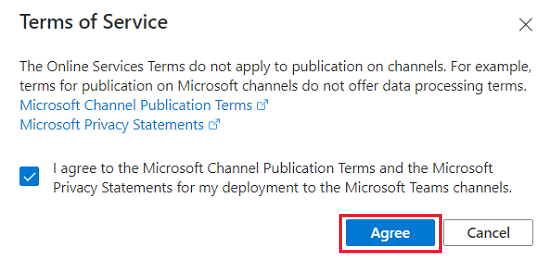 Terms of Service
The Online Services Terms do not apply to publication on channels. For example,
terms for publication on Microsoft channels do not offer data processing terms.
Microsoft Channel Publication Terms
Microsoft Privacy Statements
I agree to the Microsoft Channel Publication Terms and the Microsoft
Privacy Statements for my deployment to the Microsoft Teams channels.
Agree
Cancel